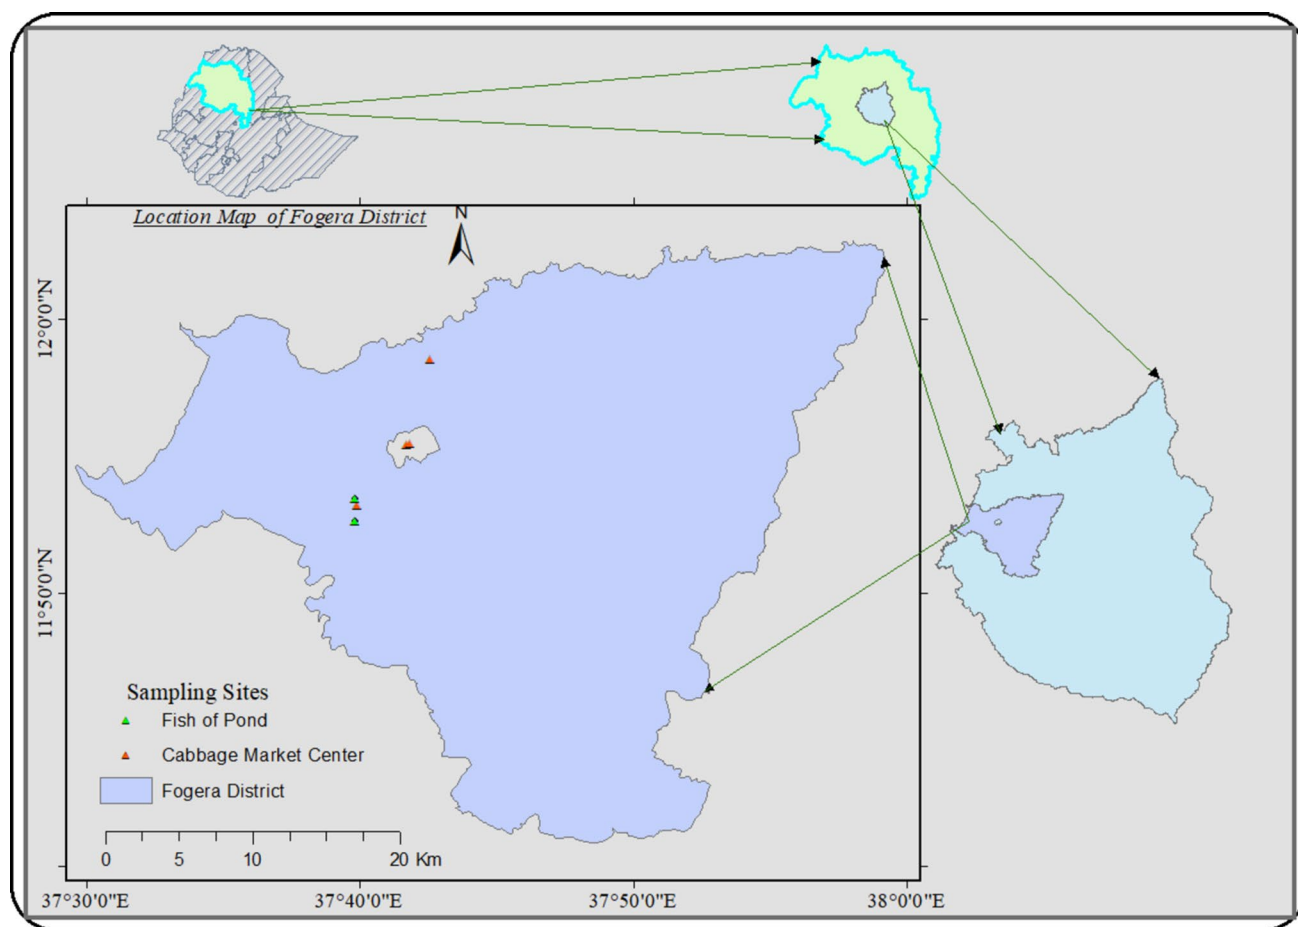 Location Map of Fogera District
N
12°0'0"N
11°50'0"N
Sampling Sites
Fish of Pond
Cabbage Market Center
Fogera District
0 5 10 20 Km
37°30'0"E 37°40'0"E 37°50'0"E 38°0'0"E